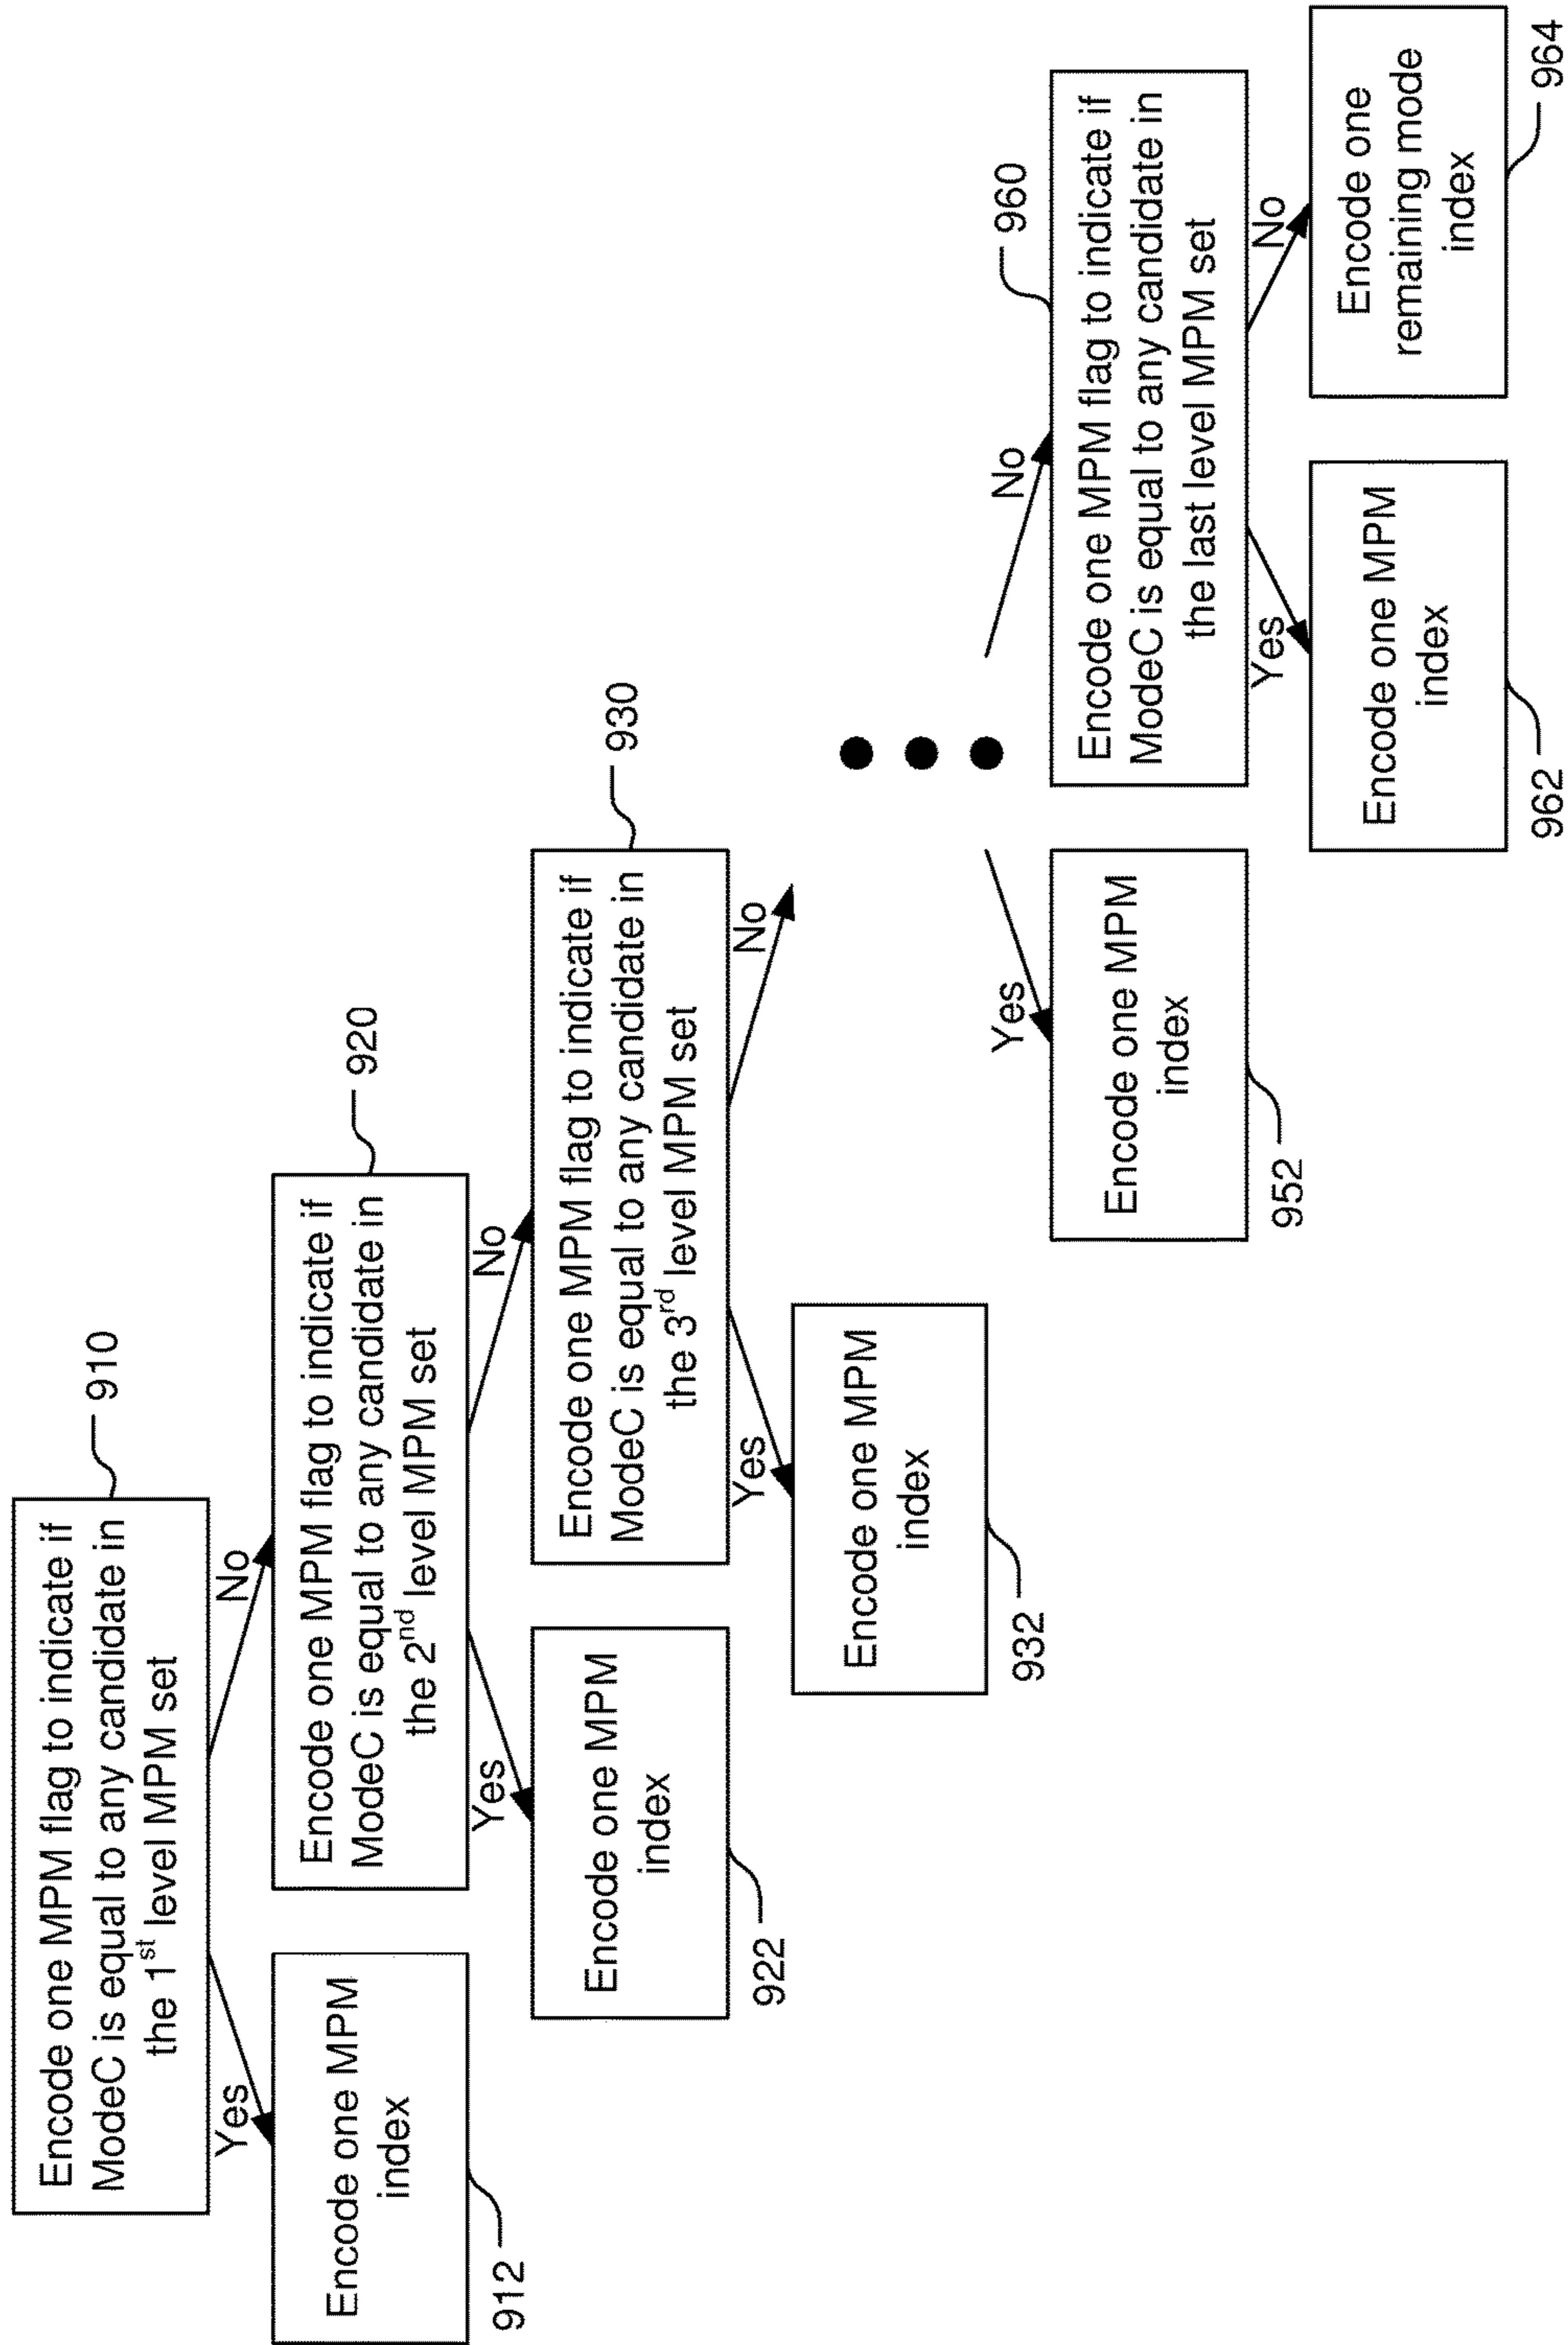 Encode one MPM flag to indicate if
ModeC is equal to any candidate in
the 1st level MPM set
910
Yes
No
Encode one MPM
index
912
Encode one MPM flag to indicate if
ModeC is equal to any candidate in
the 2nd level MPM set
920
Yes
No
Encode one MPM
index
922
Encode one MPM flag to indicate if
ModeC is equal to any candidate in
the 3rd level MPM set
930
Yes
No
Encode one MPM
index
932
Yes
No
Encode one MPM
index
952
Encode one MPM flag to indicate if
ModeC is equal to any candidate in
the last level MPM set
960
Yes
No
Encode one MPM
index
962
Encode one
remaining mode
index
964